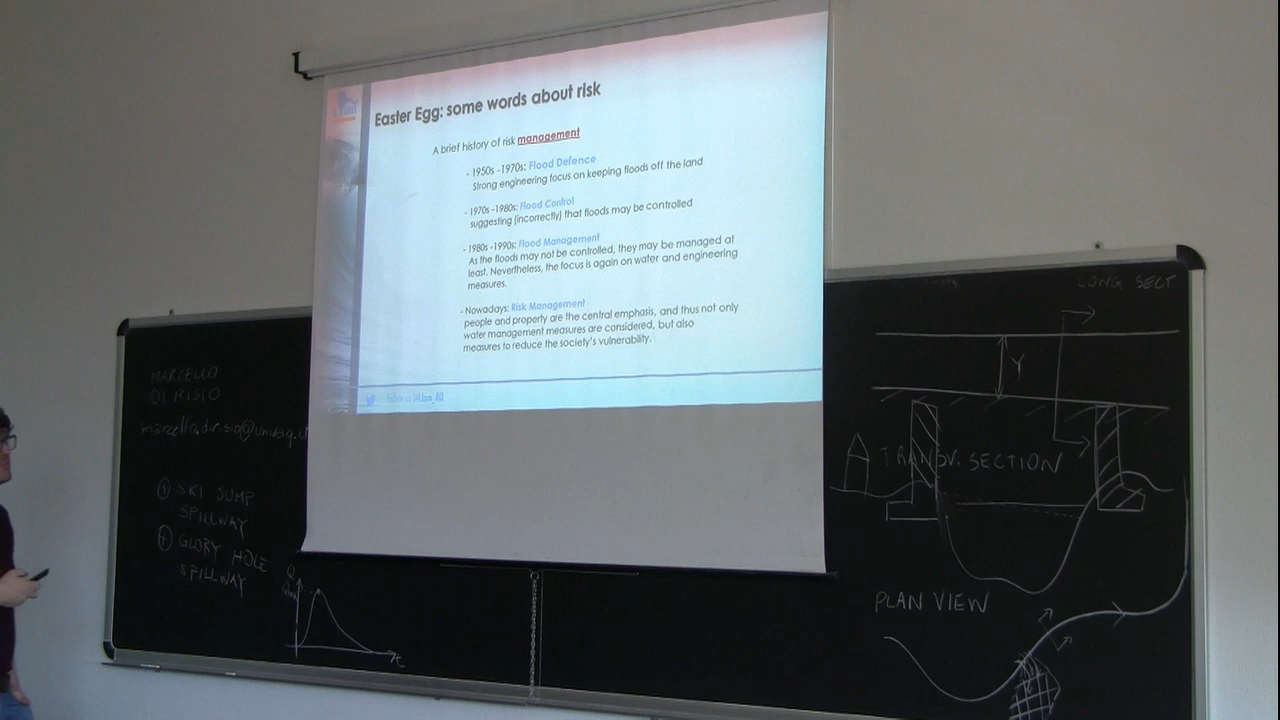 Easter Egg: some words about risk
A brief history of risk management
- 1950s -1970s: Flood Defence
Strong engineering focus on keeping floods off the land
- 1970s -1980s: Flood Control
suggesting (incorrectly) that floods may be controlled
- 1980s -1990s: Flood Management
As the floods may not be controlled, they may be managed at
least. Nevertheless, the focus is again on water and engineering
measures.
- Nowadays: Risk Management
people and property are the central emphasis, and thus not only
water management measures are considered, but also
measures to reduce the society's vulnerability.
MARCELLO
DI RISIO
SKI JUMP
SPILLWAY
GLORY HOLE
SPILLWAY
Q
t
LONG SECT
Y
TRANSV. SECTION
PLAN VIEW